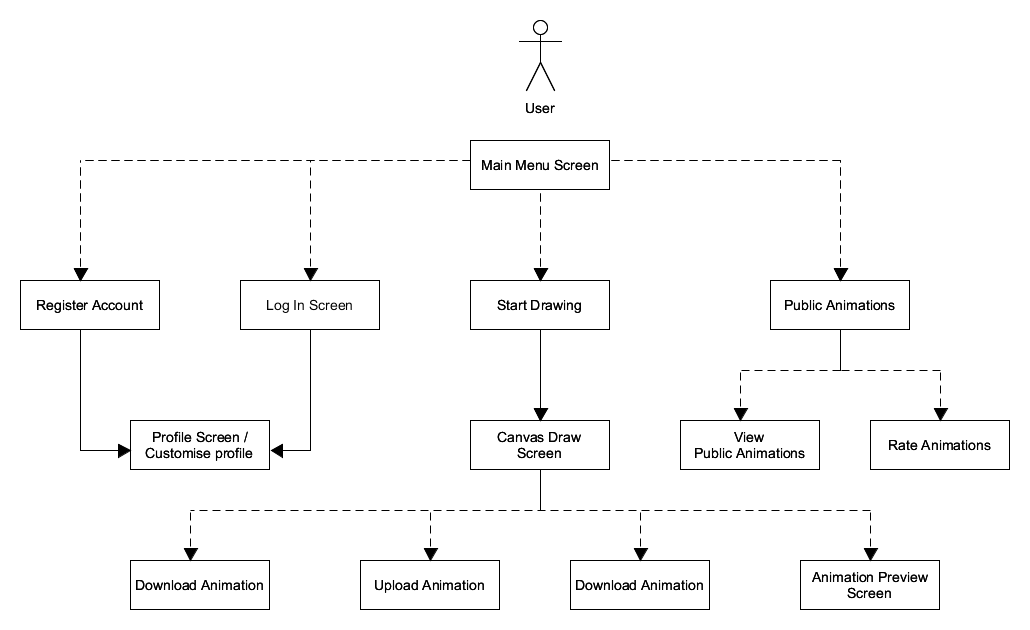 User
Main Menu Screen
Register Account
Log In Screen
Start Drawing
Public Animations
Profile Screen /
Customise profile
Canvas Draw
Screen
View
Public Animations
Rate Animations
Download Animation
Upload Animation
Download Animation
Animation Preview
Screen